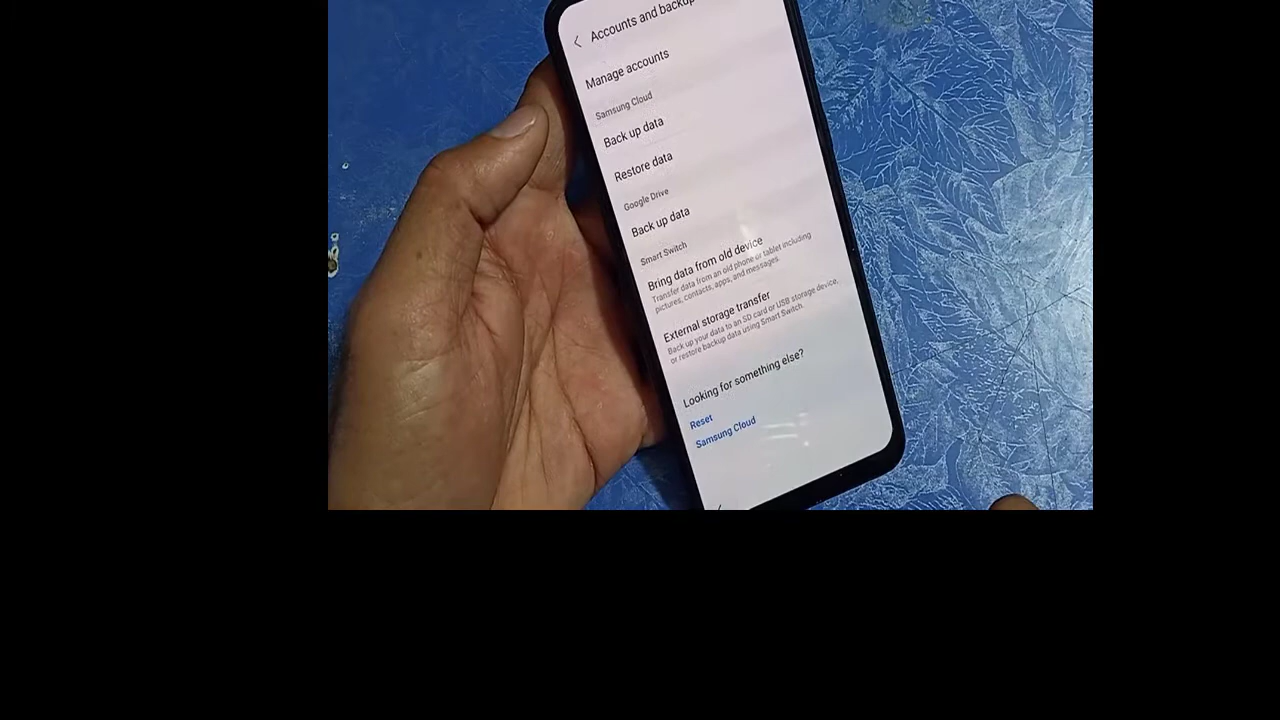 Accounts and backup
Manage accounts
Samsung Cloud
Back up data
Restore data
Google Drive
Back up data
Smart Switch
Bring data from old device
Transfer data from an old phone or tablet including
pictures, contacts, apps, and messages.
External storage transfer
Back up your data to an SD card or USB storage device,
or restore backup data using Smart Switch.
Looking for something else?
Reset
Samsung Cloud